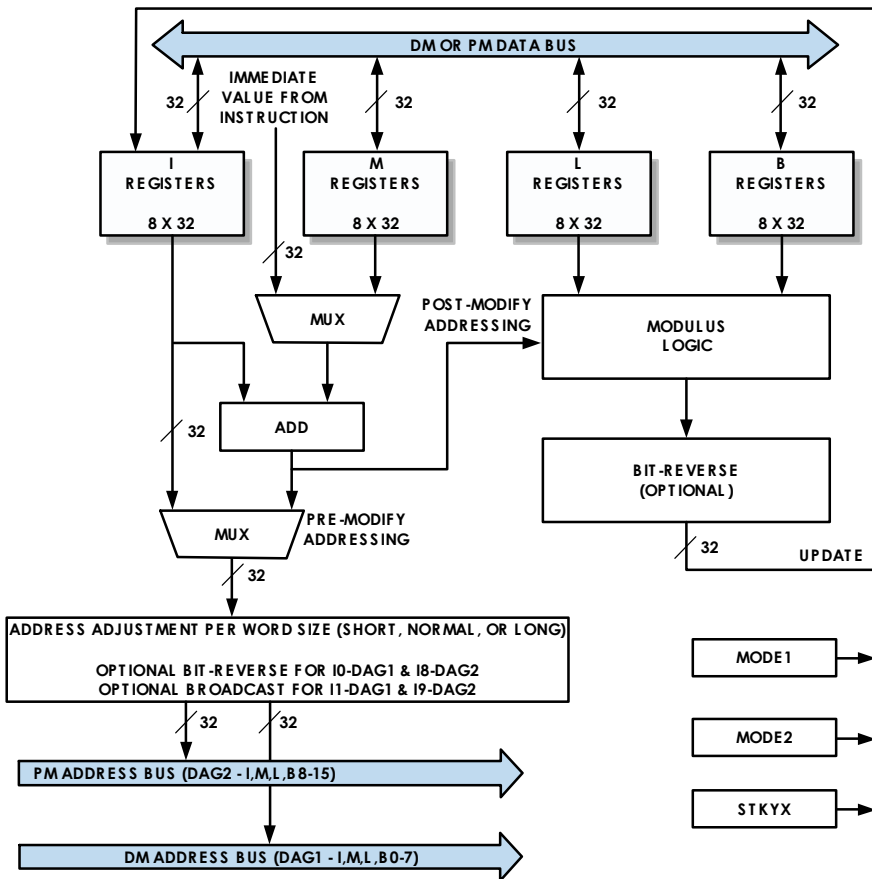 DM OR PM DATA BUS
IMMEDIATE
VALUE FROM
INSTRUCTION
32
32
32
32
I
REGISTERS
8 X 32
M
REGISTERS
8 X 32
L
REGISTERS
8 X 32
B
REGISTERS
8 X 32
32
MUX
POST-MODIFY
ADDRESSING
MODULUS
LOGIC
ADD
32
BIT-REVERSE
(OPTIONAL)
MUX
PRE-MODIFY
ADDRESSING
32
UPDATE
32
ADDRESS ADJUSTMENT PER WORD SIZE (SHORT, NORMAL, OR LONG)
OPTIONAL BIT-REVERSE FOR I0-DAG1 & I8-DAG2
OPTIONAL BROADCAST FOR I1-DAG1 & I9-DAG2
32
32
PM ADDRESS BUS (DAG2 - I,M,L,B8-15)
DM ADDRESS BUS (DAG1 - I,M,L,B0-7)
MODE1
MODE2
STKYX